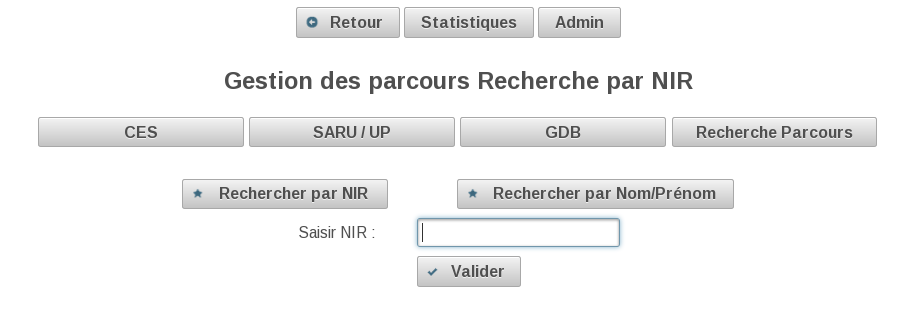 Retour Statistiques Admin
Gestion des parcours Recherche par NIR
CES SARU / UP GDB Recherche Parcours
Rechercher par NIR Rechercher par Nom/Prénom
Saisir NIR :
Valider